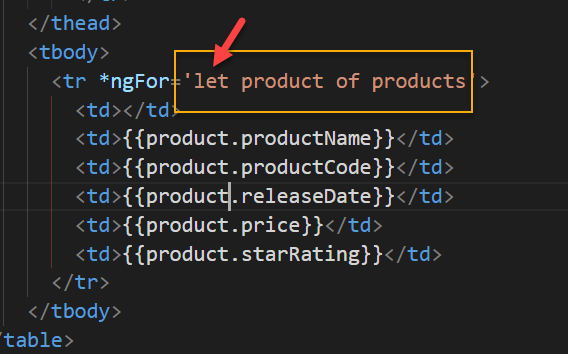 </tr>
</thead>
<tbody>
<tr *ngFor='let product of products'>
<td></td>
<td>{{product.productName}}</td>
<td>{{product.productCode}}</td>
<td>{{product.releaseDate}}</td>
<td>{{product.price}}</td>
<td>{{product.starRating}}</td>
</tr>
</tbody>
/table>